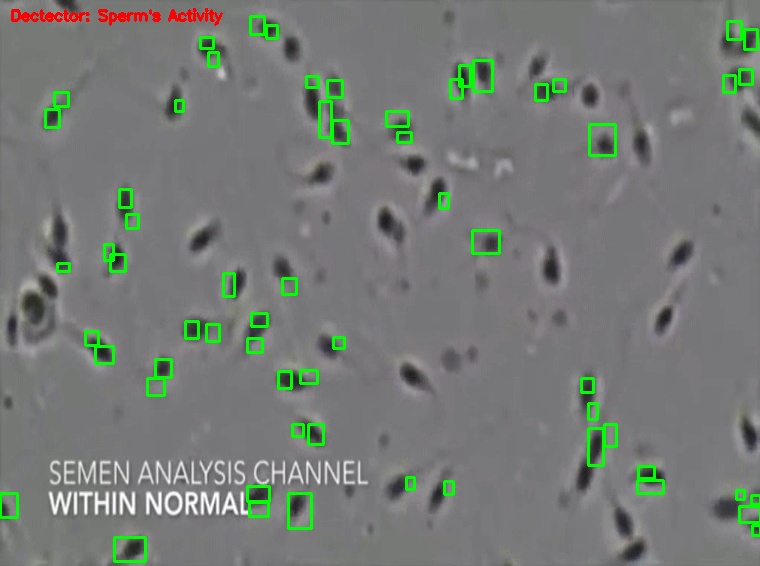 Dectector: Sperm's Activity
SEMEN ANALYSIS CHANNEL
WITHIN NORMAL